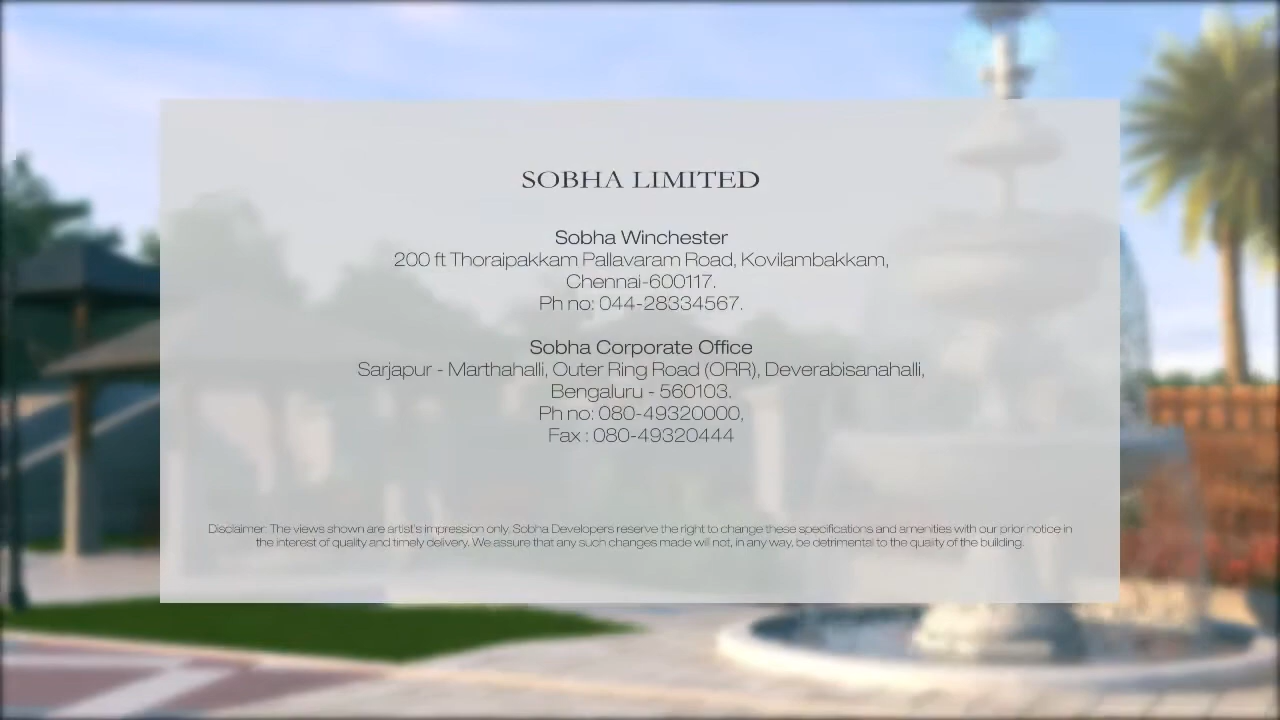 SOBHA LIMITED
Sobha Winchester
200 ft Thoraipakkam Pallavaram Road, Kovilambakkam,
Chennai-600117.
Ph no: 044-28334567.
Sobha Corporate Office
Sarjapur - Marthahalli, Outer Ring Road (ORR), Deverabisanahalli,
Bengaluru - 560103.
Ph no: 080-49320000,
Fax : 080-49320444
Disclaimer: The views shown are artist's impression only. Sobha Developers reserve the right to change these specifications and amenities with our prior notice in
the interest of quality and timely delivery. We assure that any such changes made will not, in any way, be detrimental to the quality of the building.